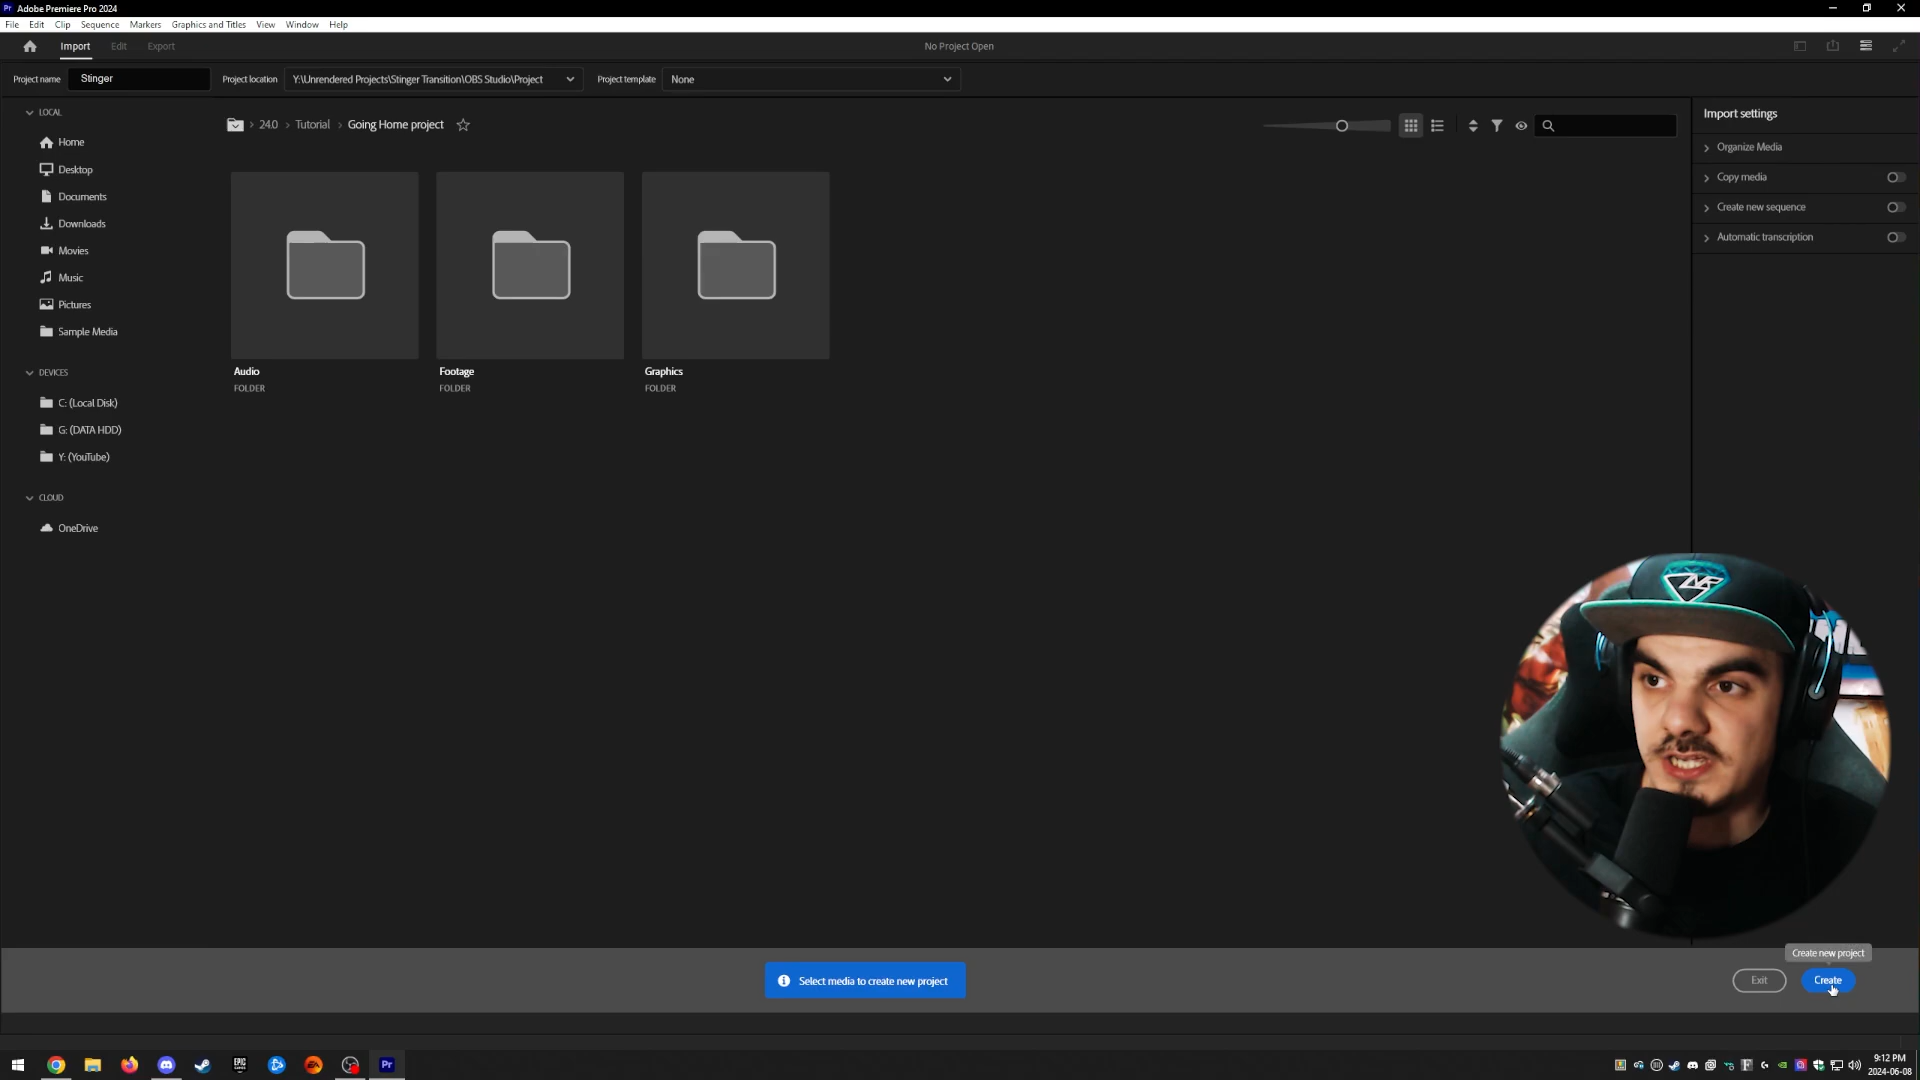 Adobe Premiere Pro 2024
File Edit Clip Sequence Markers Graphics and Titles View Window Help
Import Edit Export No Project Open
Project name Stinger Project location Y:\Unrendered Projects\Stinger Transition\OBS Studio\Project Project template None
LOCAL
Home
Desktop
Documents
Downloads
Movies
Music
Pictures
Sample Media
DEVICES
C: (Local Disk)
G: (DATA HDD)
Y: (YouTube)
CLOUD
OneDrive
24.0 Tutorial Going Home project
Audio
FOLDER
Footage
FOLDER
Graphics
FOLDER
Import settings
Organize Media
Copy media
Create new sequence
Automatic transcription
Create new project
Select media to create new project
Exit Create
Pr
9:12 PM
2024-06-08